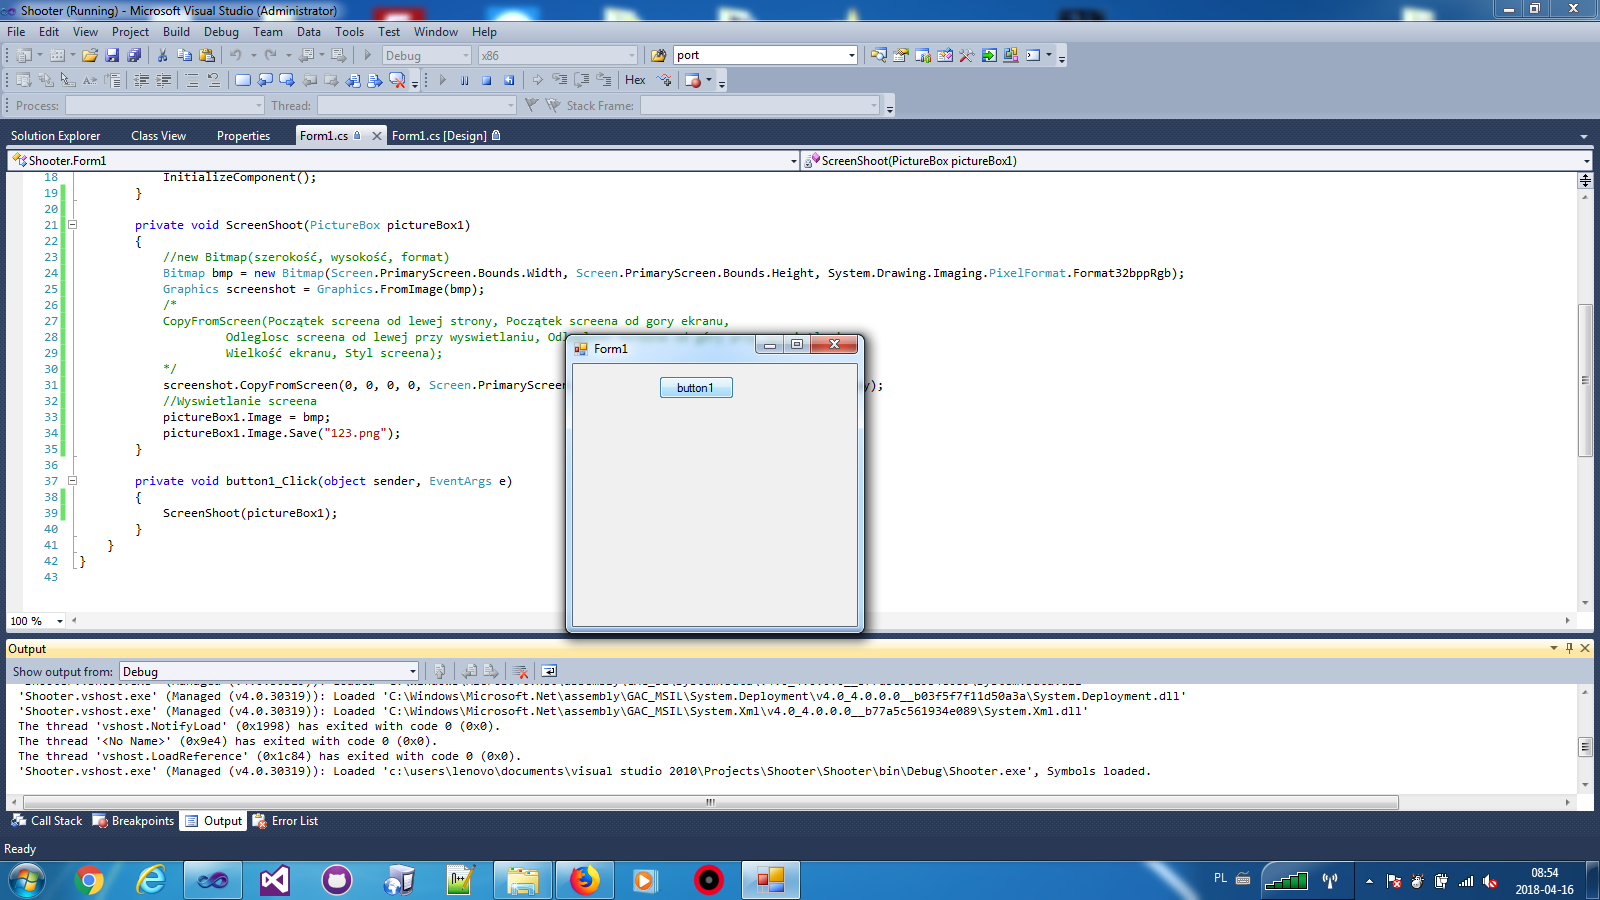 Shooter (Running) - Microsoft Visual Studio (Administrator)
File Edit View Project Build Debug Team Data Tools Test Window Help
Debug x86 port
Hex
Process: Thread: Stack Frame:
Solution Explorer Class View Properties Form1.cs Form1.cs [Design]
Shooter.Form1 ScreenShoot(PictureBox pictureBox1)
18 InitializeComponent();
19 }
20
21 private void ScreenShoot(PictureBox pictureBox1)
22 {
23 //new Bitmap(szerokość, wysokość, format)
24 Bitmap bmp = new Bitmap(Screen.PrimaryScreen.Bounds.Width, Screen.PrimaryScreen.Bounds.Height, System.Drawing.Imaging.PixelFormat.Format32bppRgb);
25 Graphics screenshot = Graphics.FromImage(bmp);
26 /*
27 CopyFromScreen(Początek screena od lewej strony, Początek screena od gory ekranu,
28 Odleglosc screena od lewej przy wyswietlaniu,
29 Wielkość ekranu, Styl screena);
30 */
31 screenshot.CopyFromScreen(0, 0, 0, 0, Screen.PrimaryScreen );
32 //Wyswietlanie screena
33 pictureBox1.Image = bmp;
34 pictureBox1.Image.Save("123.png");
35 }
36
37 private void button1_Click(object sender, EventArgs e)
38 {
39 ScreenShoot(pictureBox1);
40 }
41 }
42 }
43
Form1
button1
100 %
Output
Show output from: Debug
'Shooter.vshost.exe' (Managed (v4.0.30319)): Loaded 'C:\Windows\Microsoft.Net\assembly\GAC_MSIL\System.Deployment\v4.0_4.0.0.0__b03f5f7f11d50a3a\System.Deployment.dll'
'Shooter.vshost.exe' (Managed (v4.0.30319)): Loaded 'C:\Windows\Microsoft.Net\assembly\GAC_MSIL\System.Xml\v4.0_4.0.0.0__b77a5c561934e089\System.Xml.dll'
The thread 'vshost.NotifyLoad' (0x1998) has exited with code 0 (0x0).
The thread '<No Name>' (0x9e4) has exited with code 0 (0x0).
The thread 'vshost.LoadReference' (0x1c84) has exited with code 0 (0x0).
'Shooter.vshost.exe' (Managed (v4.0.30319)): Loaded 'c:\users\lenovo\documents\visual studio 2010\Projects\Shooter\Shooter\bin\Debug\Shooter.exe', Symbols loaded.
Call Stack Breakpoints Output Error List
Ready
PL 08:54
2018-04-16